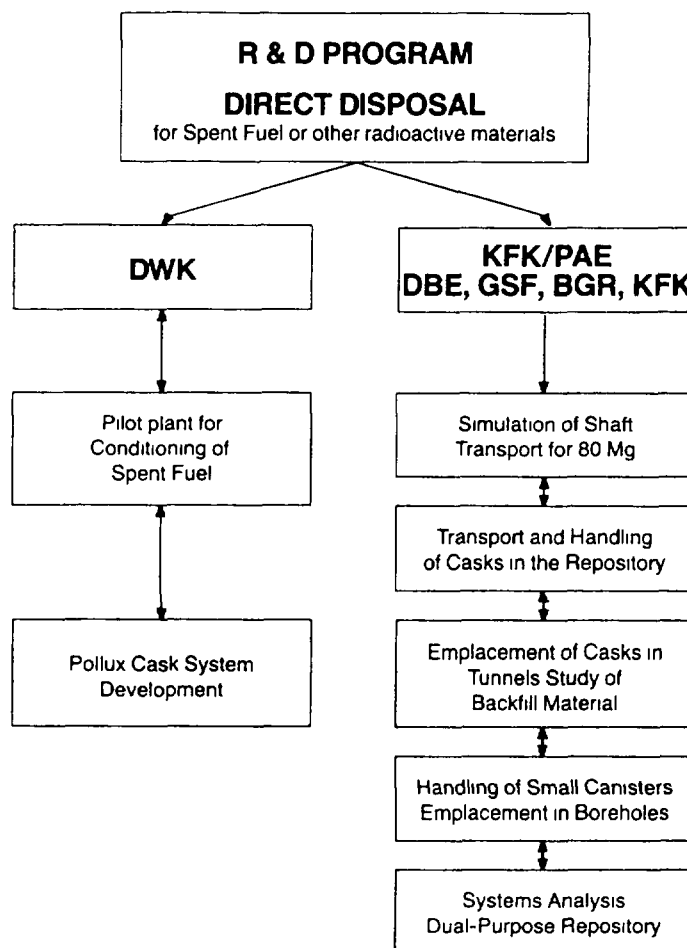 R & D PROGRAM
DIRECT DISPOSAL
for Spent Fuel or other radioactive materials
DWK
Pilot plant for
Conditioning of
Spent Fuel
Pollux Cask System
Development
KFK/PAE
DBE, GSF, BGR, KFK
Simulation of Shaft
Transport for 80 Mg
Transport and Handling
of Casks in the Repository
Emplacement of Casks in
Tunnels Study of
Backfill Material
Handling of Small Canisters
Emplacement in Boreholes
Systems Analysis
Dual-Purpose Repository